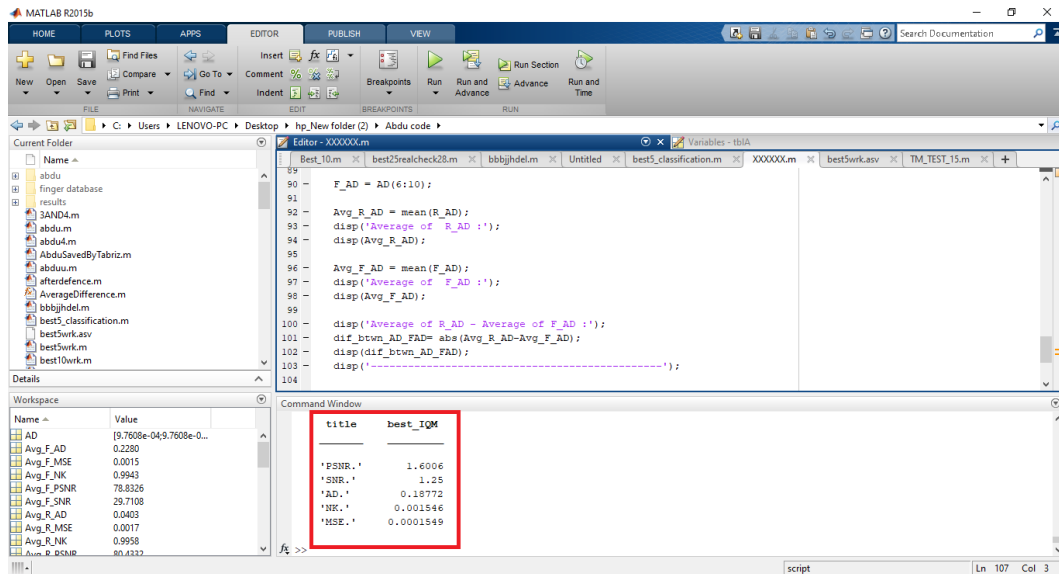 MATLAB R2015b
HOME PLOTS APPS EDITOR PUBLISH VIEW
Search Documentation
New Open Save
Find Files
Compare
Print
Go To
Find
Insert fx
Comment %
Indent
Breakpoints
Run
Run and Advance
Run Section
Advance
Run and Time
FILE NAVIGATE EDIT BREAKPOINTS RUN
C: Users LENOVO-PC Desktop hp_New folder (2) Abdu code
Current Folder
Name
abdu
finger database
results
3AND4.m
abdu.m
abdu4.m
AbduSavedByTabriz.m
abduu.m
afterdefence.m
AverageDifference.m
bbbjjhdel.m
best5_classification.m
best5wrk.asv
best5wrk.m
best10wrk.m
Details
Workspace
Name Value
AD [9.7608e-04;9.7608e-0...
Avg_F_AD 0.2280
Avg_F_MSE 0.0015
Avg_F_NK 0.9943
Avg_F_PSNR 78.8326
Avg_F_SNR 29.7108
Avg_R_AD 0.0403
Avg_R_MSE 0.0017
Avg_R_NK 0.9958
Avg_R_PSNR 80.4332
Editor - XXXXXX.m
Variables - tblA
Best_10.m best25realcheck28.m bbbjjhdel.m Untitled best5_classification.m XXXXXX.m best5wrk.asv TM_TEST_15.m +
89
90 - F_AD = AD(6:10);
91
92 - Avg_R_AD = mean(R_AD);
93 - disp('Average of  R_AD :');
94 - disp(Avg_R_AD);
95
96 - Avg_F_AD = mean(F_AD);
97 - disp('Average of  F_AD :');
98 - disp(Avg_F_AD);
99
100 - disp('Average of R_AD - Average of F_AD :');
101 - dif_btwn_AD_FAD= abs(Avg_R_AD-Avg_F_AD);
102 - disp(dif_btwn_AD_FAD);
103 - disp('-----------------------------------------------');
104
Command Window
title best_IQM
'PSNR.' 1.6006
'SNR.' 1.25
'AD.' 0.18772
'NK.' 0.001546
'MSE.' 0.0001549
fx >>
script Ln 107 Col 3